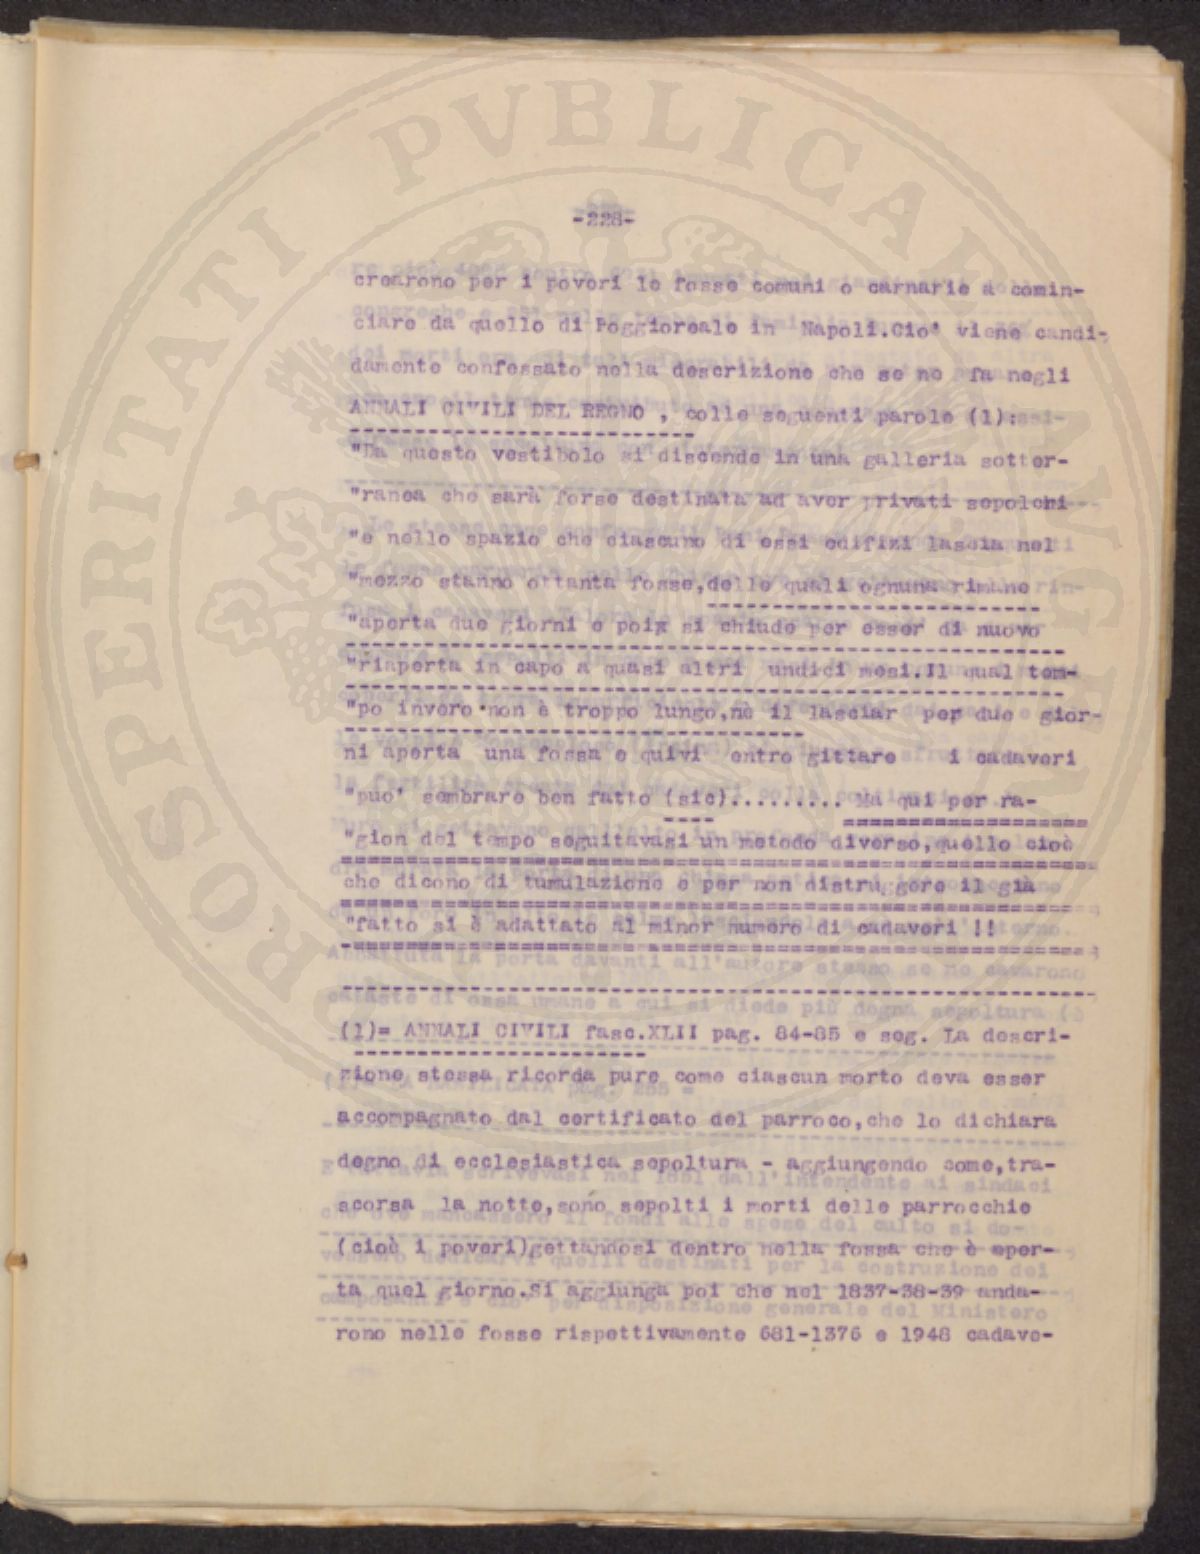 -228-
crearono per i poveri le fosse comuni o carnarie a comin-
ciare da quello di Poggioreale in Napoli.Cio' viene candi-
damente confessato nella descrizione che se ne fa negli
ANNALI CIVILI DEL REGNO , colle seguenti parole (1):
"Da questo vestibolo si discende in una galleria sotter-
"ranea che sarà forse destinata ad aver privati sepolchi
"e nello spazio che ciascuno di essi edifizi lascia nel
"mezzo stanno ottanta fosse,delle quali ognuna rimane
"aperta due giorni e poix si chiude per esser di nuovo
"riaperta in capo a quasi altri undici mesi.Il qual tem-
"po invero non è troppo lungo,nè il lasciar per due gior-
ni aperta una fossa e quivi entro gittare i cadaveri
"puo' sembrare ben fatto (sic)......... Ma qui per ra-
"gion del tempo seguitavasi un metodo diverso,quello cioè
che dicono di tumulazione e per non distruggere il già
"fatto si è adattato al minor numero di cadaveri !!
(1)= ANNALI CIVILI fasc.XLII pag. 84-85 e seg. La descri-
zione stessa ricorda pure come ciascun morto deva esser
accompagnato dal certificato del parroco,che lo dichiara
degno di ecclesiastica sepoltura - aggiungendo come,tra-
scorsa la notte,sono sepolti i morti delle parrocchie
(cioè i poveri)gettandosi dentro nella fossa che è aper-
ta quel giorno.Si aggiunga poi che nel 1837-38-39 anda-
rono nelle fosse rispettivamente 681-1376 e 1948 cadave-
PROSPERITATI PVBLICAE AVGENDAE